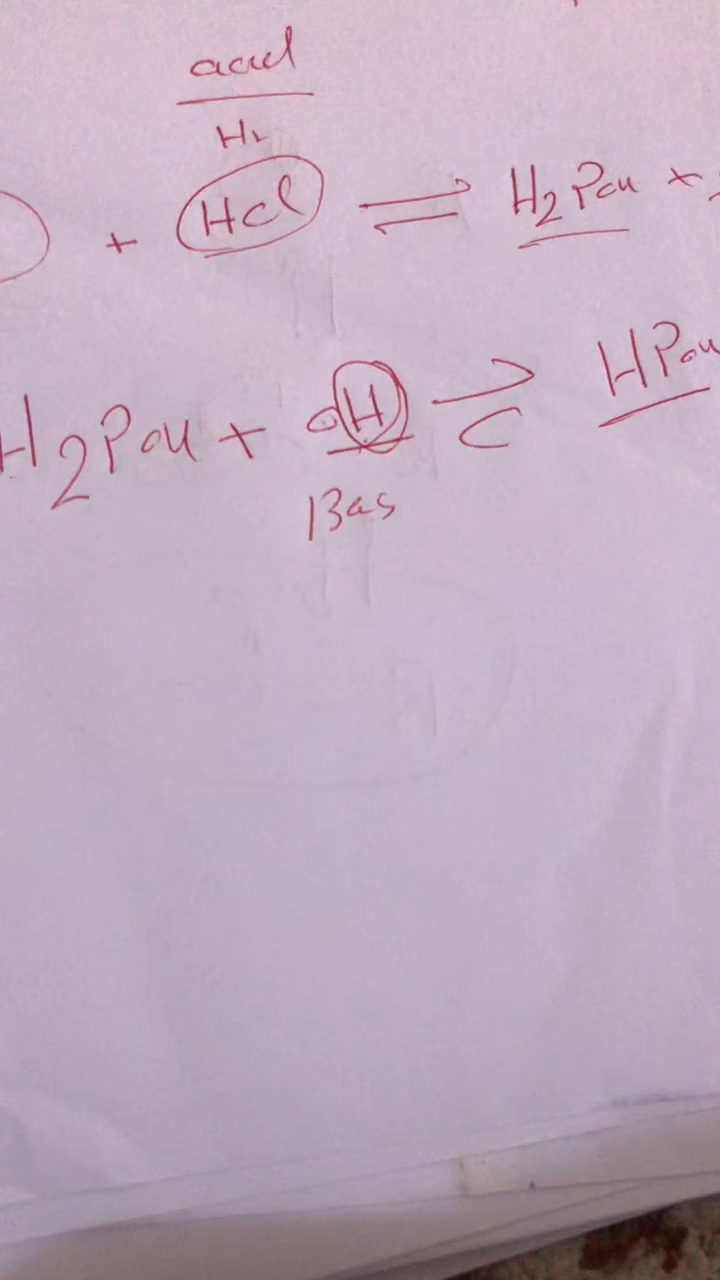 acid
H+
+ HCl ⇌ H2PO4 +
H2PO4 + OH ⇌ HPO4
Bas